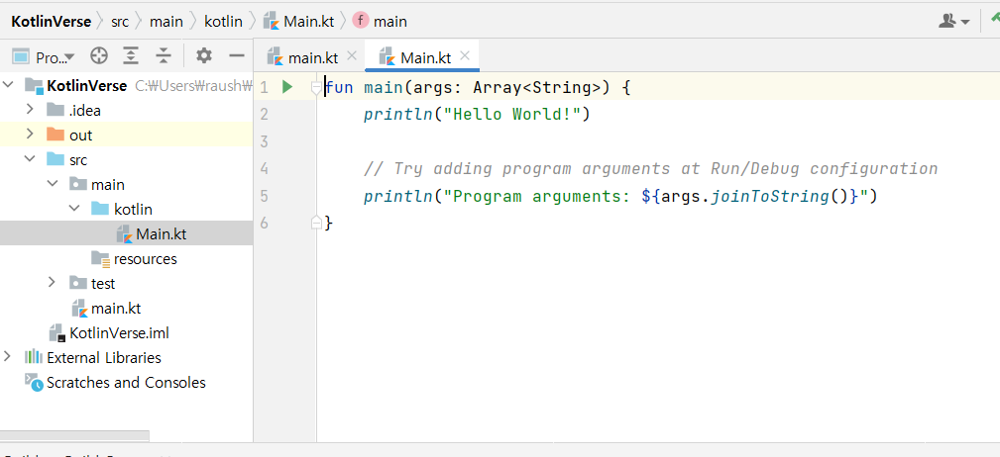 KotlinVerse src main kotlin Main.kt f main
Pro... main.kt Main.kt
KotlinVerse C:₩Users₩raush₩
.idea
out
src
main
kotlin
Main.kt
resources
test
main.kt
KotlinVerse.iml
External Libraries
Scratches and Consoles
1 fun main(args: Array<String>) {
2 println("Hello World!")
3
4 // Try adding program arguments at Run/Debug configuration
5 println("Program arguments: ${args.joinToString()}")
6 }